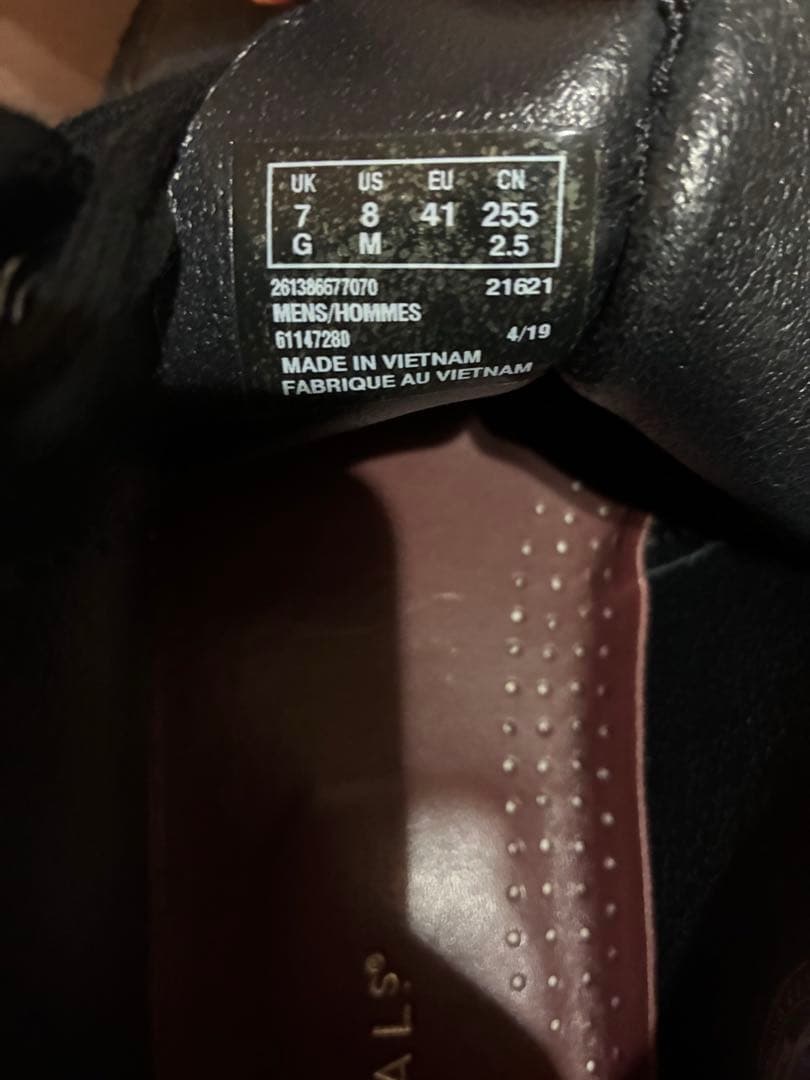 UK US EU CN
7 8 41 255
G M 2.5
261386677070 21621
MENS/HOMMES
61147280 4/19
MADE IN VIETNAM
FABRIQUE AU VIETNAM
ALS®